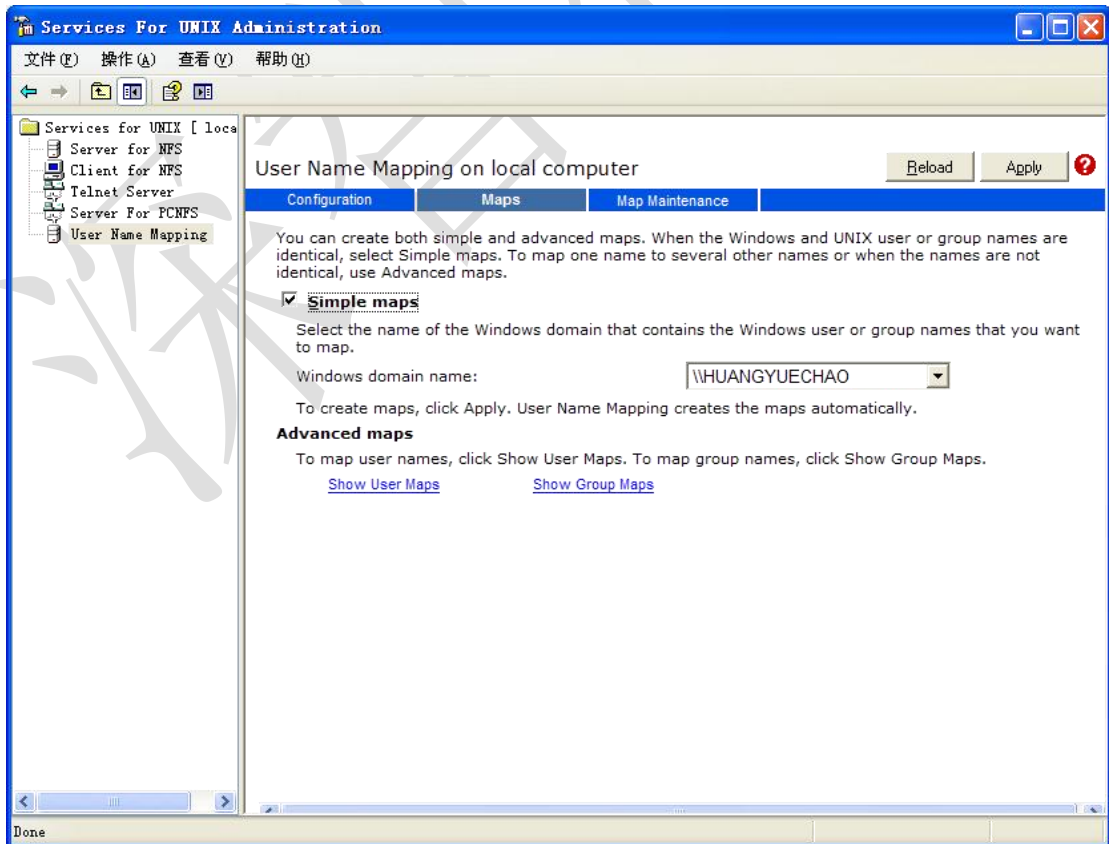 Services For UNIX Administration
文件(F) 操作(A) 查看(V) 帮助(H)
Services for UNIX [ loca
Server for NFS
Client for NFS
Telnet Server
Server For PCNFS
User Name Mapping
User Name Mapping on local computer
Reload Apply
Configuration Maps Map Maintenance
You can create both simple and advanced maps. When the Windows and UNIX user or group names are
identical, select Simple maps. To map one name to several other names or when the names are not
identical, use Advanced maps.
Simple maps
Select the name of the Windows domain that contains the Windows user or group names that you want
to map.
Windows domain name: \\HUANGYUECHAO
To create maps, click Apply. User Name Mapping creates the maps automatically.
Advanced maps
To map user names, click Show User Maps. To map group names, click Show Group Maps.
Show User Maps Show Group Maps
Done